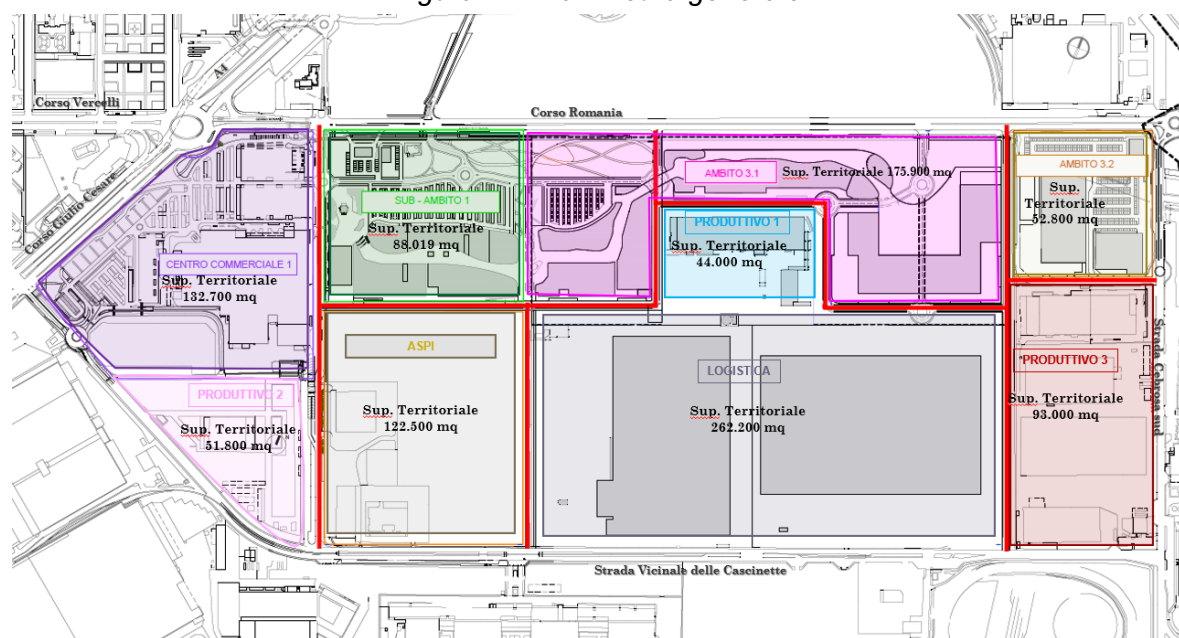 Corso Vercelli
A4
Corso Romania
Corso Giulio Cesare
SUB - AMBITO 1
Sup. Territoriale
88.019 mq
AMBITO 3.1
Sup. Territoriale 175.900 mq
AMBITO 3.2
Sup.
Territoriale
52.800 mq
CENTRO COMMERCIALE 1
Sup. Territoriale
132.700 mq
PRODUTTIVO 1
Sup. Territoriale
44.000 mq
PRODUTTIVO 2
Sup. Territoriale
51.800 mq
ASPI
Sup. Territoriale
122.500 mq
LOGISTICA
Sup. Territoriale
262.200 mq
PRODUTTIVO 3
Sup. Territoriale
93.000 mq
Strada Cebrosa sud
Strada Vicinale delle Cascinette